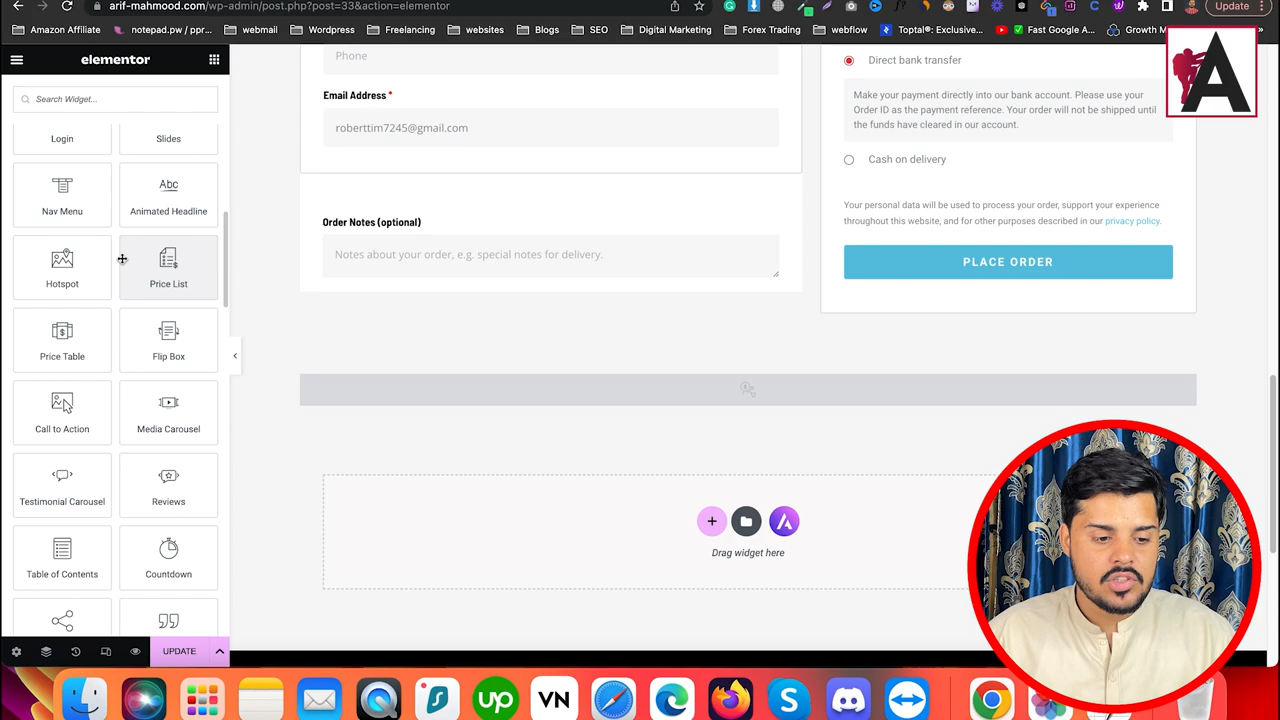 arif-mahmood.com/wp-admin/post.php?post=33&action=elementor
Update
Amazon Affiliate
notepad.pw / ppr...
webmail
Wordpress
Freelancing
websites
Blogs
SEO
Digital Marketing
Forex Trading
webflow
Toptal®: Exclusive...
Fast Google A...
Growth M
elementor
A
Search Widget...
Login
Slides
Nav Menu
Abc
Animated Headline
Hotspot
Price List
Price Table
Flip Box
Call to Action
Media Carousel
Testimonial Carousel
Reviews
Table of Contents
Countdown
UPDATE
Phone
Email Address *
roberttim7245@gmail.com
Order Notes (optional)
Notes about your order, e.g. special notes for delivery.
Direct bank transfer
Make your payment directly into our bank account. Please use your
Order ID as the payment reference. Your order will not be shipped until
the funds have cleared in our account.
Cash on delivery
Your personal data will be used to process your order, support your experience
throughout this website, and for other purposes described in our privacy policy.
PLACE ORDER
Drag widget here
up
VN
S